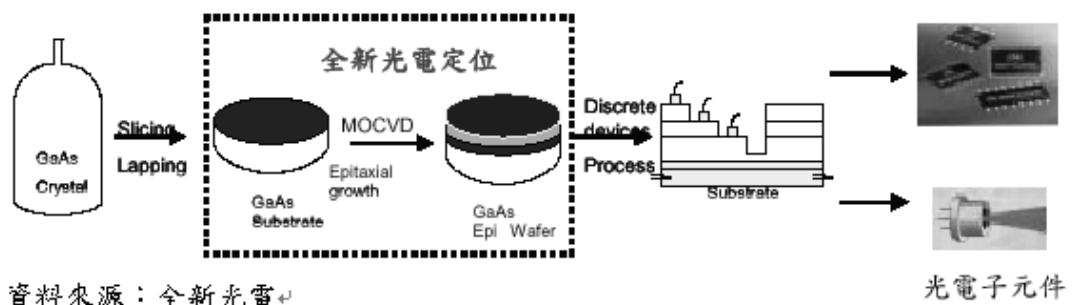 全新光電定位
GaAs
Crystal
Slicing
Lapping
GaAs
Substrate
MOCVD
Epitaxial
growth
GaAs
Epi Wafer
Discrete
devices
Process
Substrate
光電子元件
資料來源：全新光電